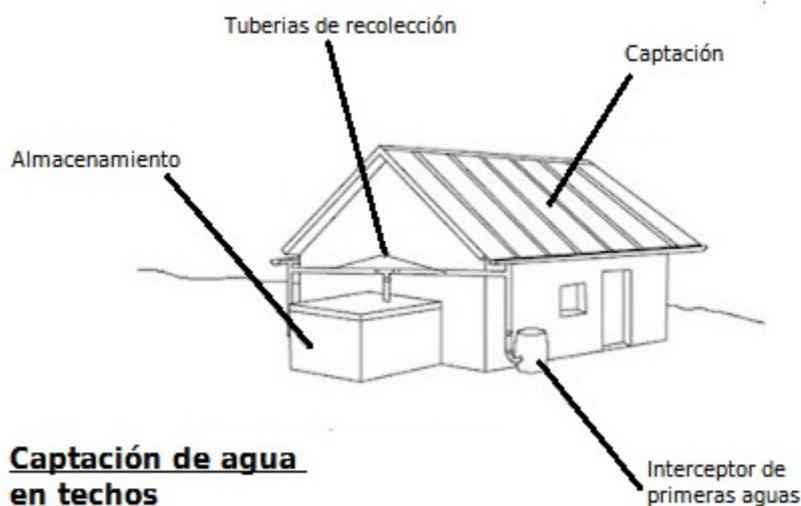 Tuberias de recolección
Captación
Almacenamiento
Captación de agua
en techos
Interceptor de
primeras aguas